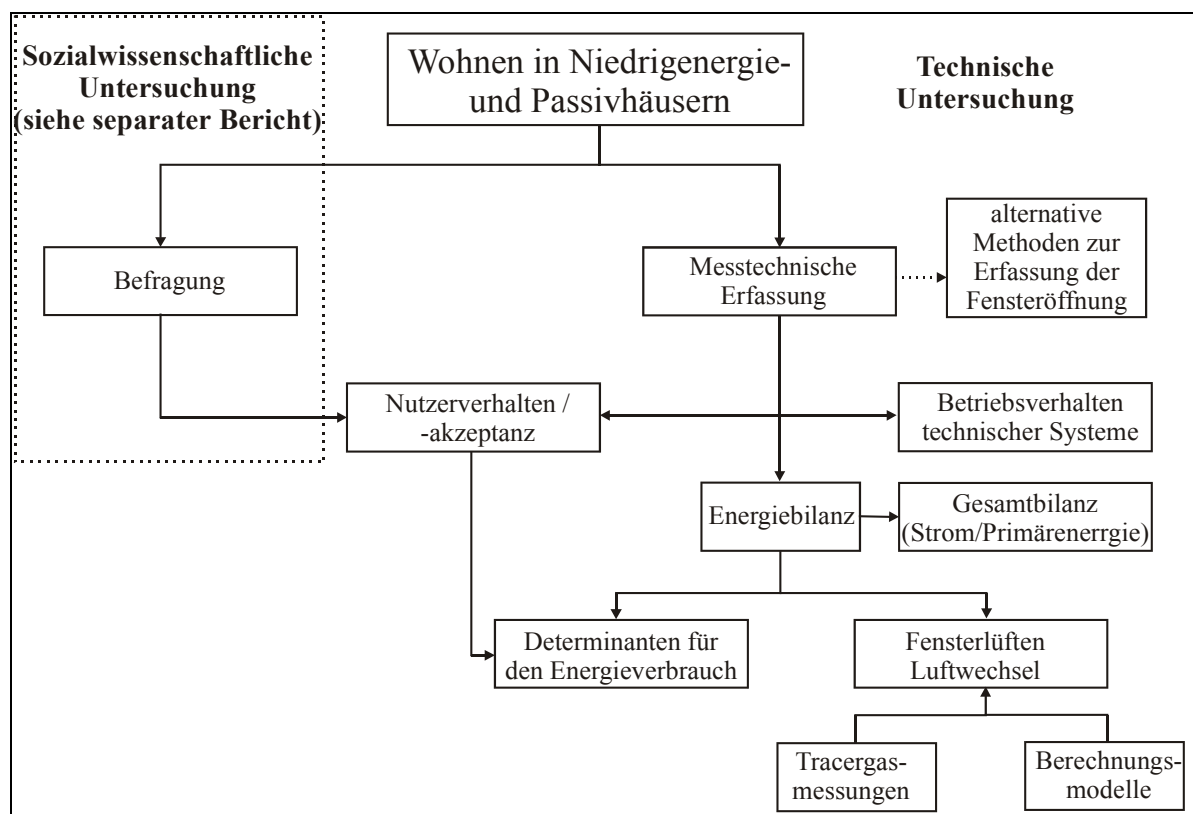 Sozialwissenschaftliche
Untersuchung
(siehe separater Bericht)
Wohnen in Niedrigenergie-
und Passivhäusern
Technische
Untersuchung
Befragung
Messtechnische
Erfassung
alternative
Methoden zur
Erfassung der
Fensteröffnung
Nutzerverhalten /
-akzeptanz
Betriebsverhalten
technischer Systeme
Energiebilanz
Gesamtbilanz
(Strom/Primärenerrgie)
Determinanten für
den Energieverbrauch
Fensterlüften
Luftwechsel
Tracergas-
messungen
Berechnungs-
modelle